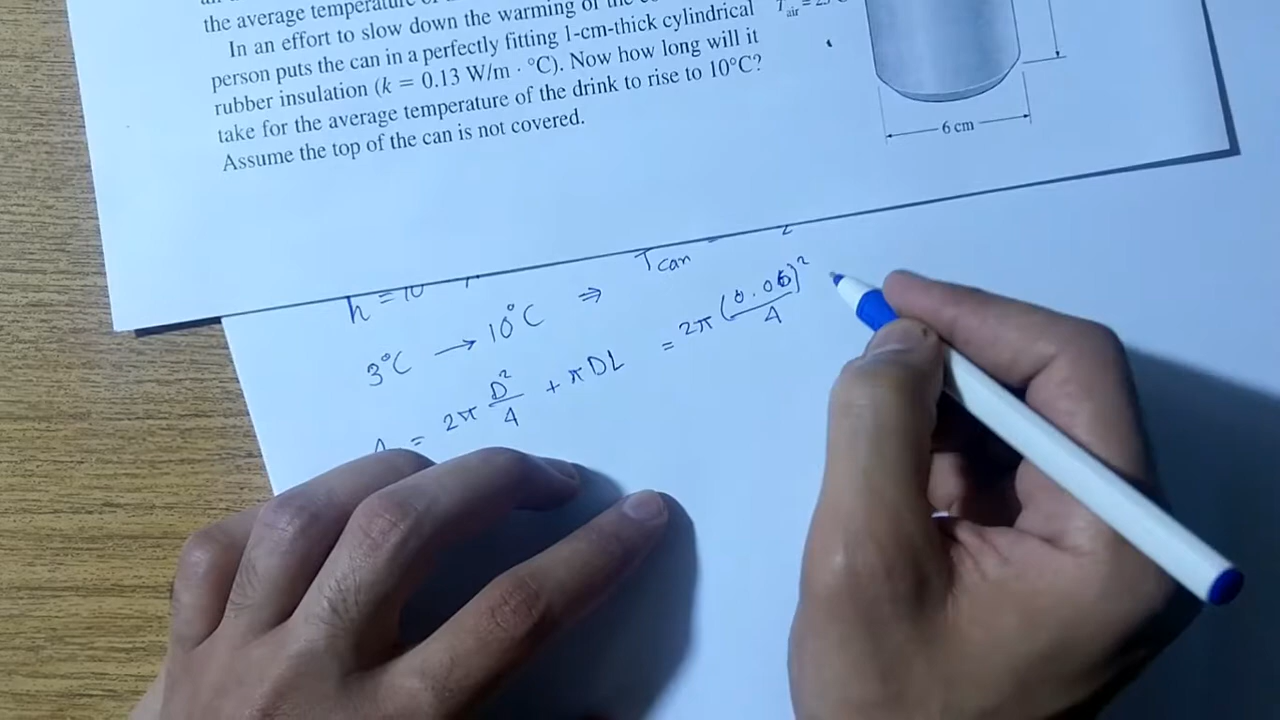 the average temperature
In an effort to slow down the warming of the
person puts the can in a perfectly fitting 1-cm-thick cylindrical
rubber insulation (k = 0.13 W/m · °C). Now how long will it
take for the average temperature of the drink to rise to 10°C?
Assume the top of the can is not covered.
T air =
6 cm
h = 10
T can
3°C → 10°C ⇒
A = 2π D²/4 + πDL = 2π (0.06)²/4